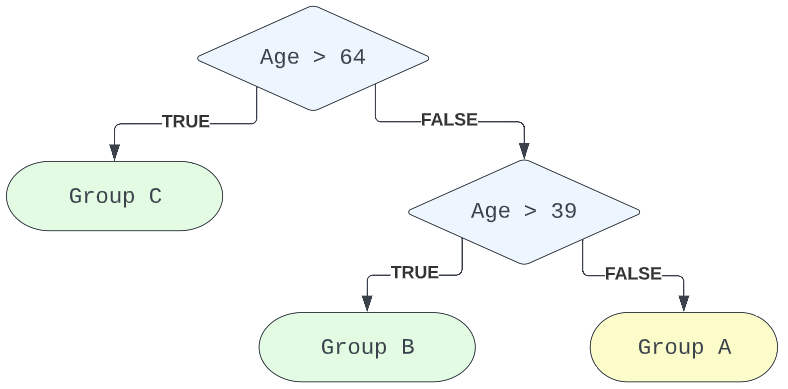 Age > 64
TRUE
FALSE
Group C
Age > 39
TRUE
FALSE
Group B
Group A